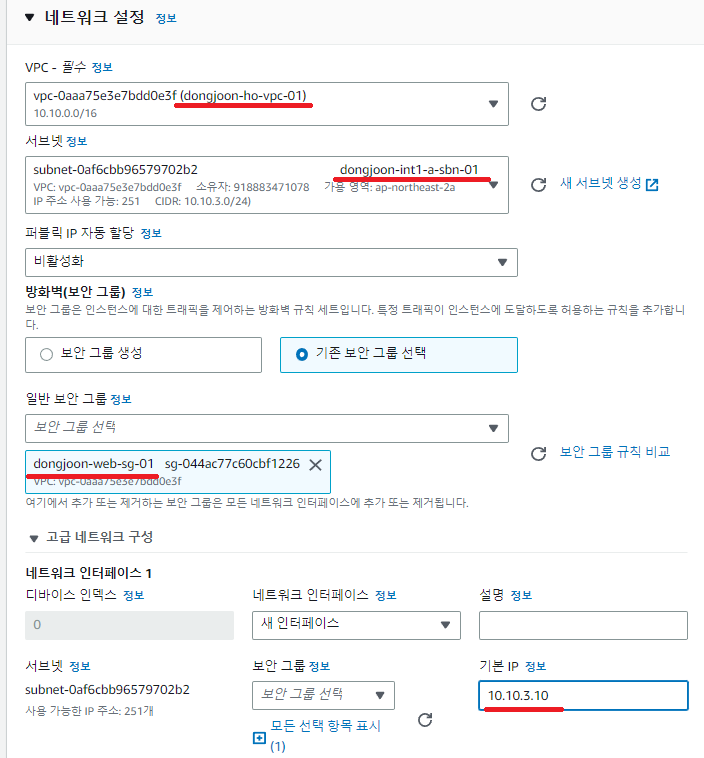 ▼ 네트워크 설정 정보
VPC - 필수 정보
vpc-0aaa75e3e7bdd0e3f (dongjoon-ho-vpc-01)
10.10.0.0/16
서브넷 정보
subnet-0af6cbb96579702b2 dongjoon-int1-a-sbn-01
VPC: vpc-0aaa75e3e7bdd0e3f 소유자: 918883471078 가용 영역: ap-northeast-2a
IP 주소 사용 가능: 251 CIDR: 10.10.3.0/24)
새 서브넷 생성
퍼블릭 IP 자동 할당 정보
비활성화
방화벽(보안 그룹) 정보
보안 그룹은 인스턴스에 대한 트래픽을 제어하는 방화벽 규칙 세트입니다. 특정 트래픽이 인스턴스에 도달하도록 허용하는 규칙을 추가합니
다.
보안 그룹 생성
기존 보안 그룹 선택
일반 보안 그룹 정보
보안 그룹 선택
dongjoon-web-sg-01 sg-044ac77c60cbf1226
VPC: vpc-0aaa75e3e7bdd0e3f
보안 그룹 규칙 비교
여기에서 추가 또는 제거하는 보안 그룹은 모든 네트워크 인터페이스에 추가 또는 제거됩니다.
▼ 고급 네트워크 구성
네트워크 인터페이스 1
디바이스 인덱스 정보
0
네트워크 인터페이스 정보
새 인터페이스
설명 정보
서브넷 정보
subnet-0af6cbb96579702b2
사용 가능한 IP 주소: 251개
보안 그룹 정보
보안 그룹 선택
모든 선택 항목 표시
(1)
기본 IP 정보
10.10.3.10